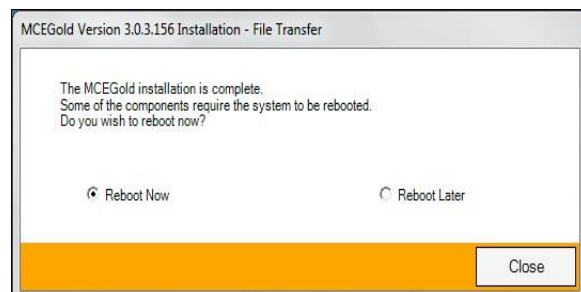 MCEGold Version 3.0.3.156 Installation - File Transfer
The MCEGold installation is complete.
Some of the components require the system to be rebooted.
Do you wish to reboot now?
Reboot Now
Reboot Later
Close